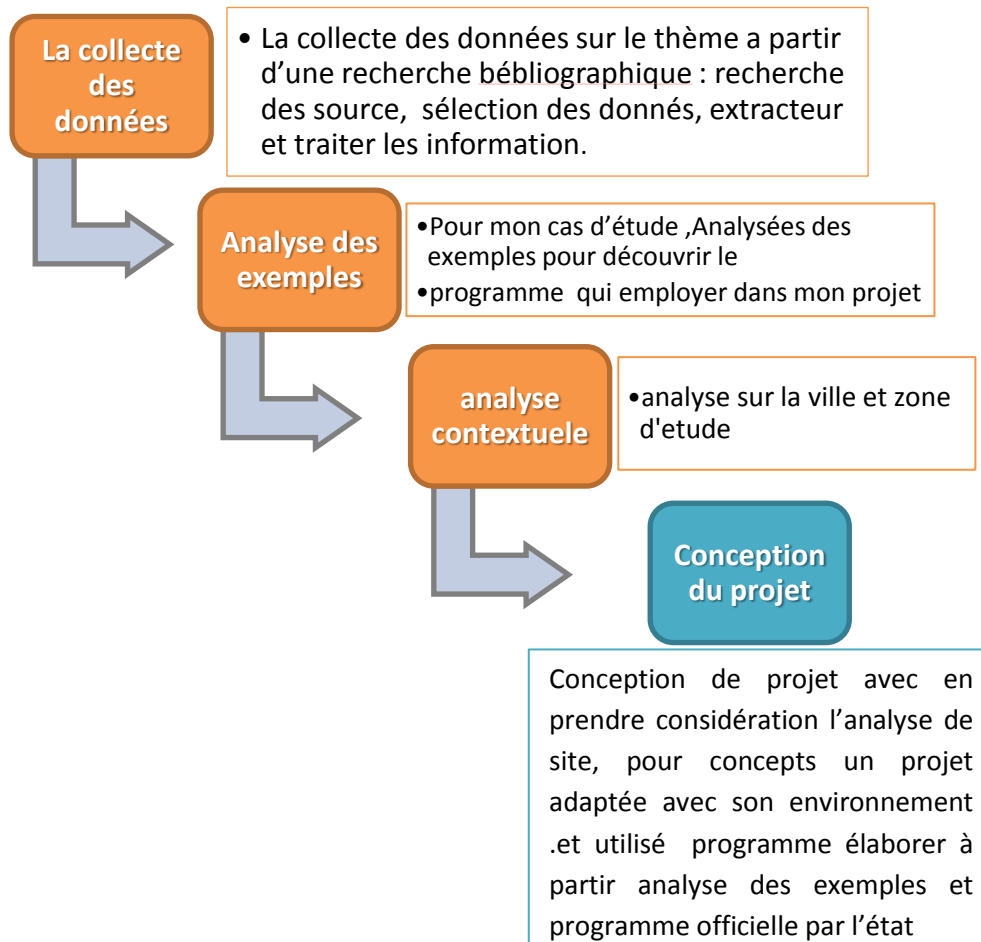 La collecte
des
données
• La collecte des données sur le thème a partir
d'une recherche bébliographique : recherche
des source, sélection des donnés, extracteur
et traiter les information.
Analyse des
exemples
•Pour mon cas d'étude ,Analysées des
exemples pour découvrir le
•programme qui employer dans mon projet
analyse
contextuele
•analyse sur la ville et zone
d'etude
Conception
du projet
Conception de projet avec en
prendre considération l'analyse de
site, pour concepts un projet
adaptée avec son environnement
.et utilisé programme élaborer à
partir analyse des exemples et
programme officielle par l'état